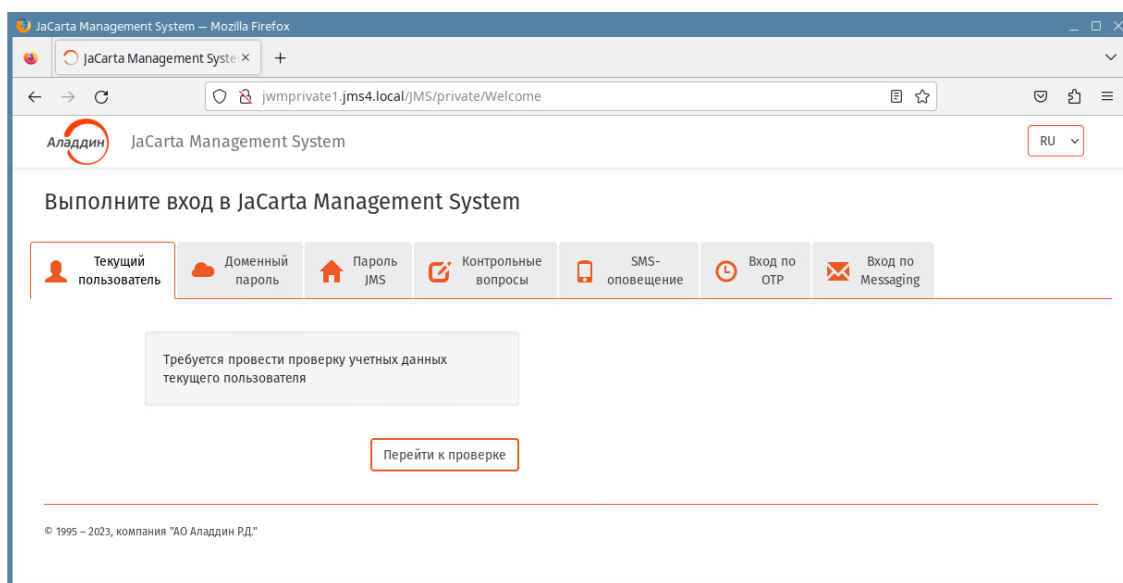 JaCarta Management System — Mozilla Firefox
JaCarta Management Syste
jwmprivate1.jms4.local/JMS/private/Welcome
Аладдин
JaCarta Management System
RU
Выполните вход в JaCarta Management System
Текущий
пользователь
Доменный
пароль
Пароль
JMS
Контрольные
вопросы
SMS-
оповещение
Вход по
OTP
Вход по
Messaging
Требуется провести проверку учетных данных
текущего пользователя
Перейти к проверке
© 1995 – 2023, компания "АО Аладдин Р.Д."